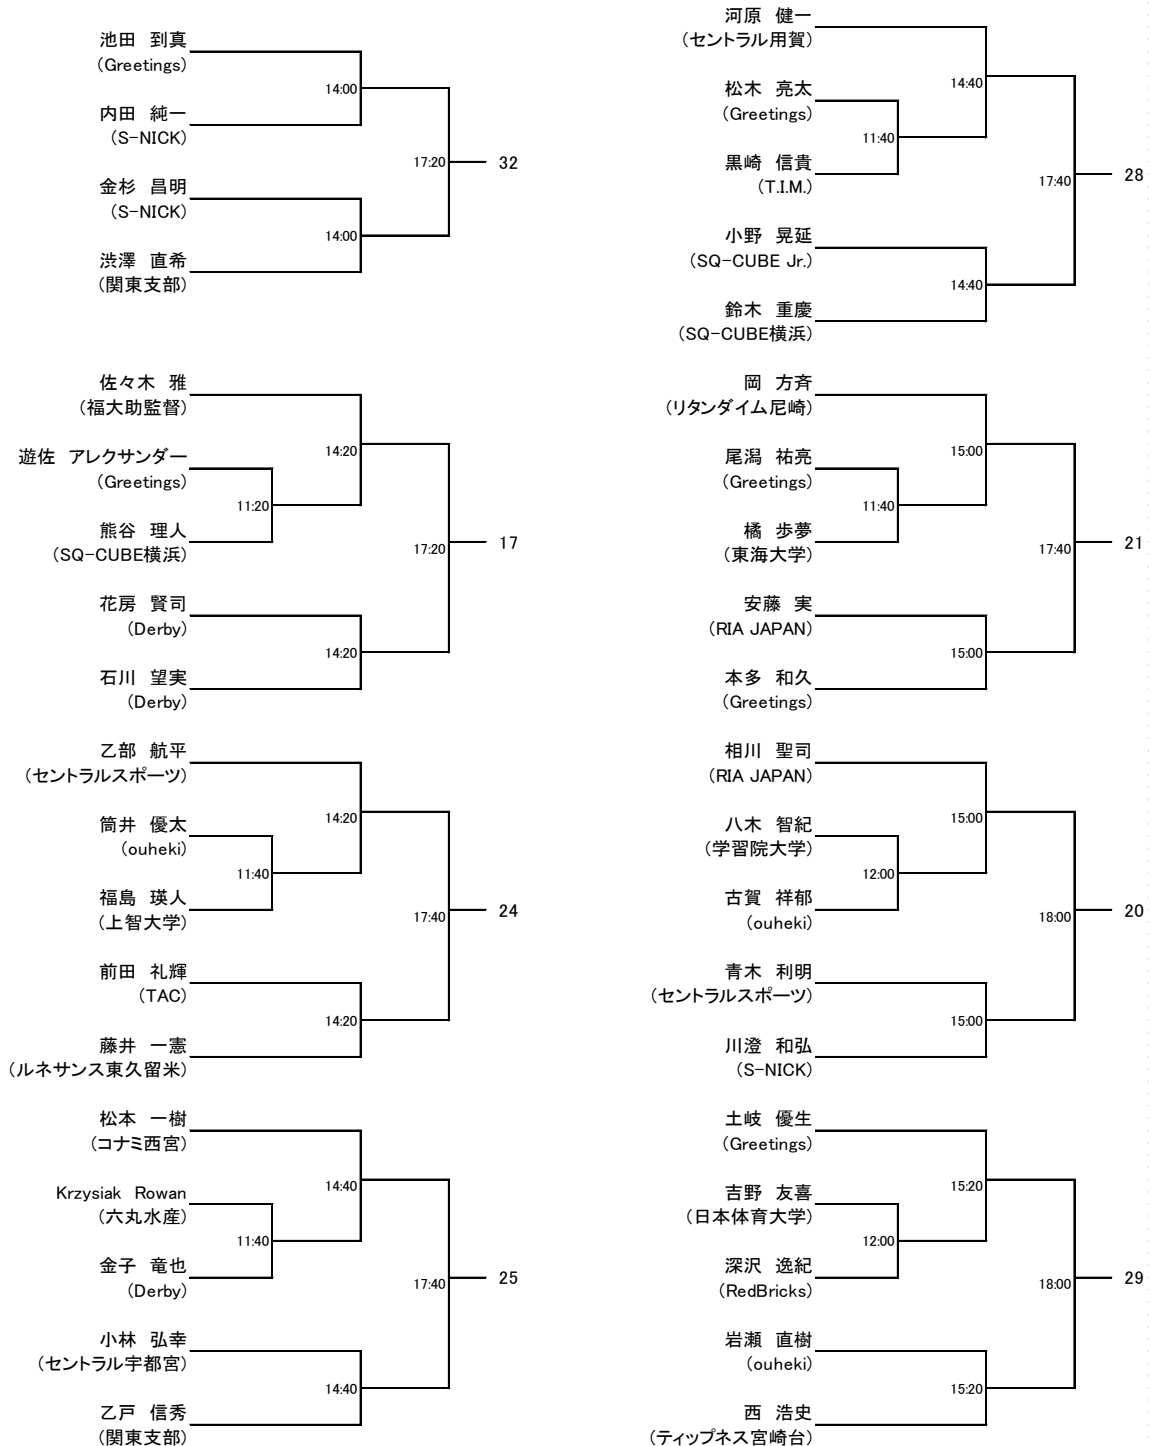 池田 到真
(Greetings)
14:00
内田 純一
(S-NICK)
17:20
32
金杉 昌明
(S-NICK)
14:00
渋澤 直希
(関東支部)
佐々木 雅
(福大助監督)
14:20
遊佐 アレクサンダー
(Greetings)
11:20
熊谷 理人
(SQ-CUBE横浜)
17:20
17
花房 賢司
(Derby)
14:20
石川 望実
(Derby)
乙部 航平
(セントラルスポーツ)
14:20
筒井 優太
(ouheki)
11:40
福島 瑛人
(上智大学)
17:40
24
前田 礼輝
(TAC)
14:20
藤井 一憲
(ルネサンス東久留米)
松本 一樹
(コナミ西宮)
14:40
Krzysiak Rowan
(六丸水産)
11:40
金子 竜也
(Derby)
17:40
25
小林 弘幸
(セントラル宇都宮)
14:40
乙戸 信秀
(関東支部)
河原 健一
(セントラル用賀)
14:40
松木 亮太
(Greetings)
11:40
黒崎 信貴
(T.I.M.)
17:40
28
小野 晃延
(SQ-CUBE Jr.)
14:40
鈴木 重慶
(SQ-CUBE横浜)
岡 方斉
(リタンダイム尼崎)
15:00
尾潟 祐亮
(Greetings)
11:40
橘 歩夢
(東海大学)
17:40
21
安藤 実
(RIA JAPAN)
15:00
本多 和久
(Greetings)
相川 聖司
(RIA JAPAN)
15:00
八木 智紀
(学習院大学)
12:00
古賀 祥郁
(ouheki)
18:00
20
青木 利明
(セントラルスポーツ)
15:00
川澄 和弘
(S-NICK)
土岐 優生
(Greetings)
15:20
吉野 友喜
(日本体育大学)
12:00
深沢 逸紀
(RedBricks)
18:00
29
岩瀬 直樹
(ouheki)
15:20
西 浩史
(ティップネス宮崎台)